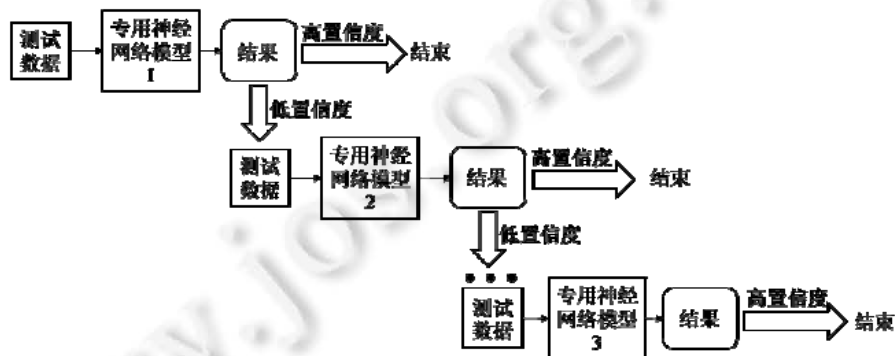 测试
数据
专用神经
网络模型
1
结果
高置信度
结束
低置信度
测试
数据
专用神经
网络模型
2
结果
高置信度
结束
低置信度
•••
测试
数据
专用神经
网络模型
3
结果
高置信度
结束
www.jos.org.